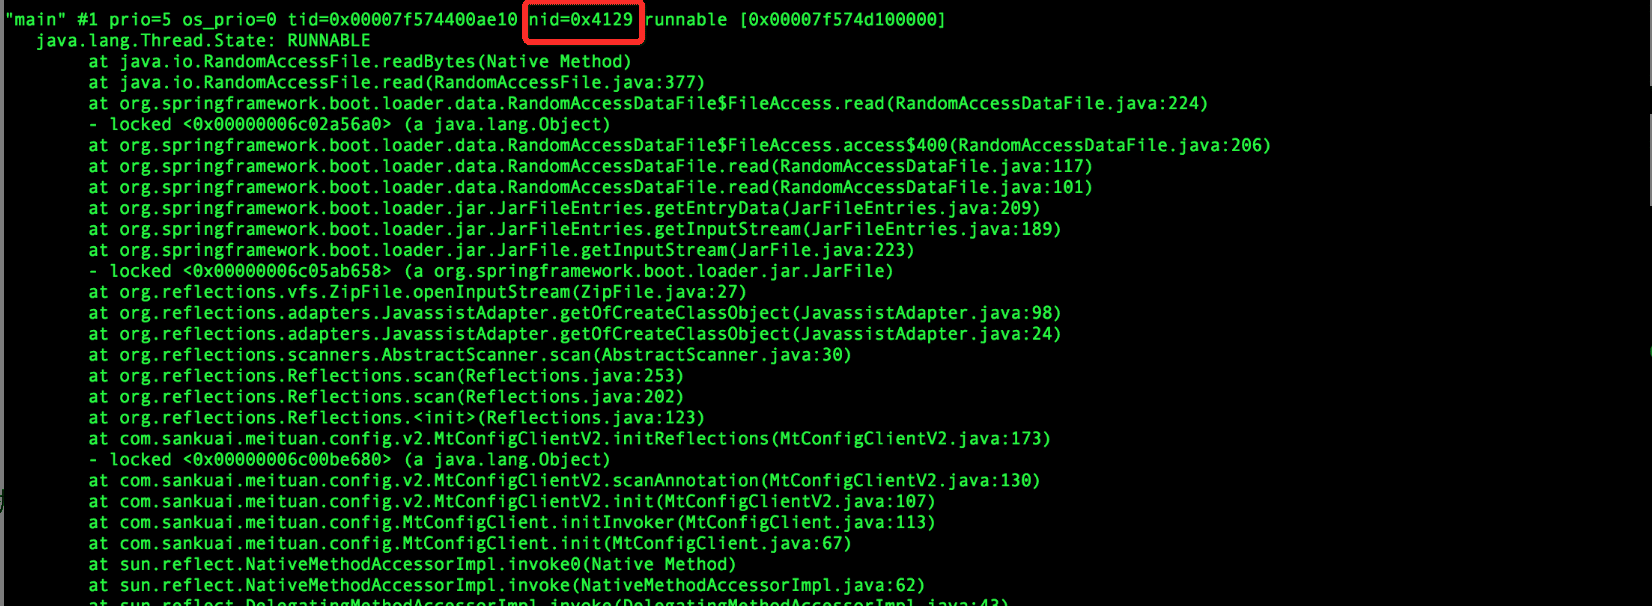 "main" #1 prio=5 os_prio=0 tid=0x00007f574400ae10 nid=0x4129 runnable [0x00007f574d100000]
java.lang.Thread.State: RUNNABLE
at java.io.RandomAccessFile.readBytes(Native Method)
at java.io.RandomAccessFile.read(RandomAccessFile.java:377)
at org.springframework.boot.loader.data.RandomAccessDataFile$FileAccess.read(RandomAccessDataFile.java:224)
- locked <0x00000006c02a56a0> (a java.lang.Object)
at org.springframework.boot.loader.data.RandomAccessDataFile$FileAccess.access$400(RandomAccessDataFile.java:206)
at org.springframework.boot.loader.data.RandomAccessDataFile.read(RandomAccessDataFile.java:117)
at org.springframework.boot.loader.data.RandomAccessDataFile.read(RandomAccessDataFile.java:101)
at org.springframework.boot.loader.jar.JarFileEntries.getEntryData(JarFileEntries.java:209)
at org.springframework.boot.loader.jar.JarFileEntries.getInputStream(JarFileEntries.java:189)
at org.springframework.boot.loader.jar.JarFile.getInputStream(JarFile.java:223)
- locked <0x00000006c05ab658> (a org.springframework.boot.loader.jar.JarFile)
at org.reflections.vfs.ZipFile.openInputStream(ZipFile.java:27)
at org.reflections.adapters.JavassistAdapter.getOfCreateClassObject(JavassistAdapter.java:98)
at org.reflections.adapters.JavassistAdapter.getOfCreateClassObject(JavassistAdapter.java:24)
at org.reflections.scanners.AbstractScanner.scan(AbstractScanner.java:30)
at org.reflections.Reflections.scan(Reflections.java:253)
at org.reflections.Reflections.scan(Reflections.java:202)
at org.reflections.Reflections.<init>(Reflections.java:123)
at com.sankuai.meituan.config.v2.MtConfigClientV2.initReflections(MtConfigClientV2.java:173)
- locked <0x00000006c00be680> (a java.lang.Object)
at com.sankuai.meituan.config.v2.MtConfigClientV2.scanAnnotation(MtConfigClientV2.java:130)
at com.sankuai.meituan.config.v2.MtConfigClientV2.init(MtConfigClientV2.java:107)
at com.sankuai.meituan.config.MtConfigClient.initInvoker(MtConfigClient.java:113)
at com.sankuai.meituan.config.MtConfigClient.init(MtConfigClient.java:67)
at sun.reflect.NativeMethodAccessorImpl.invoke0(Native Method)
at sun.reflect.NativeMethodAccessorImpl.invoke(NativeMethodAccessorImpl.java:62)
at sun.reflect.DelegatingMethodAccessorImpl.invoke(DelegatingMethodAccessorImpl.java:43)